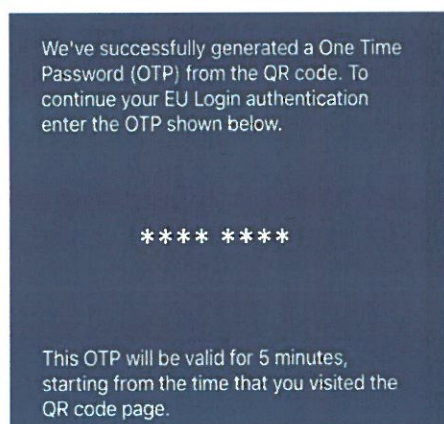 We've successfully generated a One Time
Password (OTP) from the QR code. To
continue your EU Login authentication
enter the OTP shown below.
**** ****
This OTP will be valid for 5 minutes,
starting from the time that you visited the
QR code page.